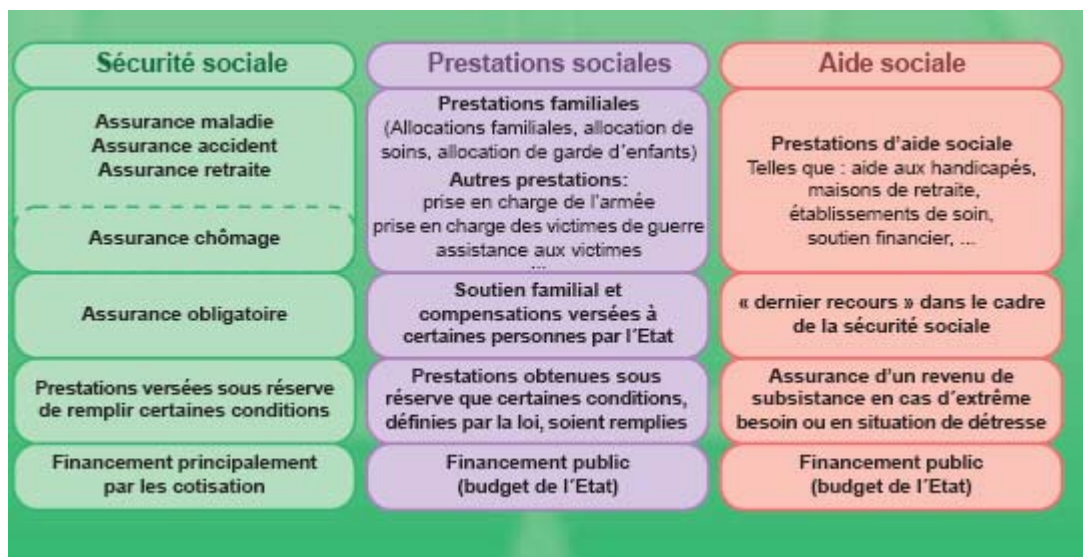 Sécurité sociale
Assurance maladie
Assurance accident
Assurance retraite
Assurance chômage
Assurance obligatoire
Prestations versées sous réserve
de remplir certaines conditions
Financement principalement
par les cotisation
Prestations sociales
Prestations familiales
(Allocations familiales, allocation de
soins, allocation de garde d'enfants)
Autres prestations:
prise en charge de l'armée
prise en charge des victimes de guerre
assistance aux victimes
...
Soutien familial et
compensations versées à
certaines personnes par l´Etat
Prestations obtenues sous
réserve que certaines conditions,
définies par la loi, soient remplies
Financement public
(budget de l´Etat)
Aide sociale
Prestations d'aide sociale
Telles que : aide aux handicapés,
maisons de retraite,
établissements de soin,
soutien financier, ...
« dernier recours » dans le cadre
de la sécurité sociale
Assurance d´un revenu de
subsistance en cas d´extrême
besoin ou en situation de détresse
Financement public
(budget de l´Etat)